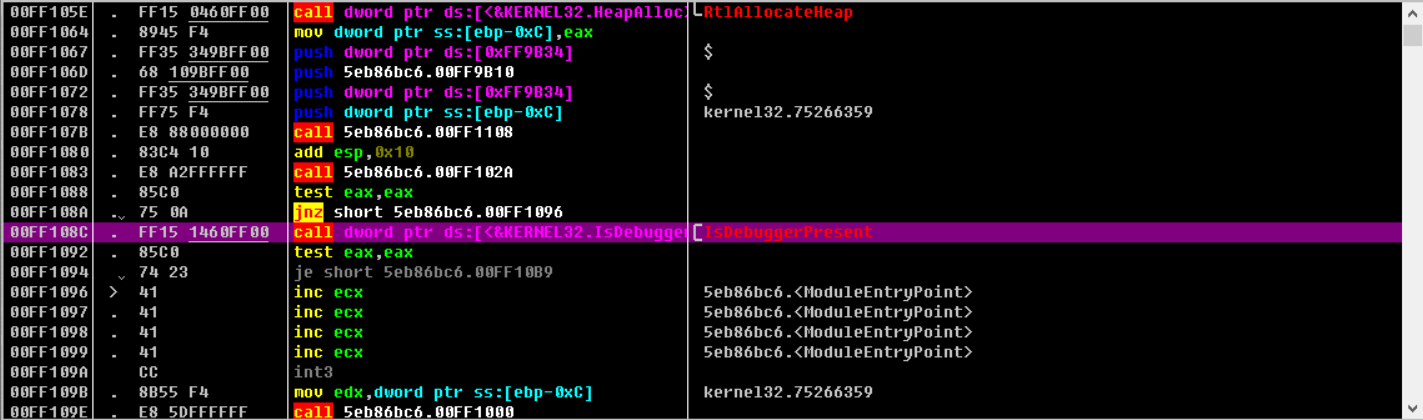 00FF105E . FF15 0460FF00 call dword ptr ds:[<&KERNEL32.HeapAlloc> RtlAllocateHeap
00FF1064 . 8945 F4 mov dword ptr ss:[ebp-0xC],eax
00FF1067 . FF35 349BFF00 push dword ptr ds:[0xFF9B34] $
00FF106D . 68 109BFF00 push 5eb86bc6.00FF9B10
00FF1072 . FF35 349BFF00 push dword ptr ds:[0xFF9B34] $
00FF1078 . FF75 F4 push dword ptr ss:[ebp-0xC] kernel32.75266359
00FF107B . E8 88000000 call 5eb86bc6.00FF1108
00FF1080 . 83C4 10 add esp,0x10
00FF1083 . E8 A2FFFFFF call 5eb86bc6.00FF102A
00FF1088 . 85C0 test eax,eax
00FF108A . 75 0A jnz short 5eb86bc6.00FF1096
00FF108C . FF15 1460FF00 call dword ptr ds:[<&KERNEL32.IsDebugger IsDebuggerPresent
00FF1092 . 85C0 test eax,eax
00FF1094 . 74 23 je short 5eb86bc6.00FF10B9
00FF1096 > 41 inc ecx 5eb86bc6.<ModuleEntryPoint>
00FF1097 . 41 inc ecx 5eb86bc6.<ModuleEntryPoint>
00FF1098 . 41 inc ecx 5eb86bc6.<ModuleEntryPoint>
00FF1099 . 41 inc ecx 5eb86bc6.<ModuleEntryPoint>
00FF109A CC int3
00FF109B . 8B55 F4 mov edx,dword ptr ss:[ebp-0xC] kernel32.75266359
00FF109E . E8 5DFFFFFF call 5eb86bc6.00FF1000